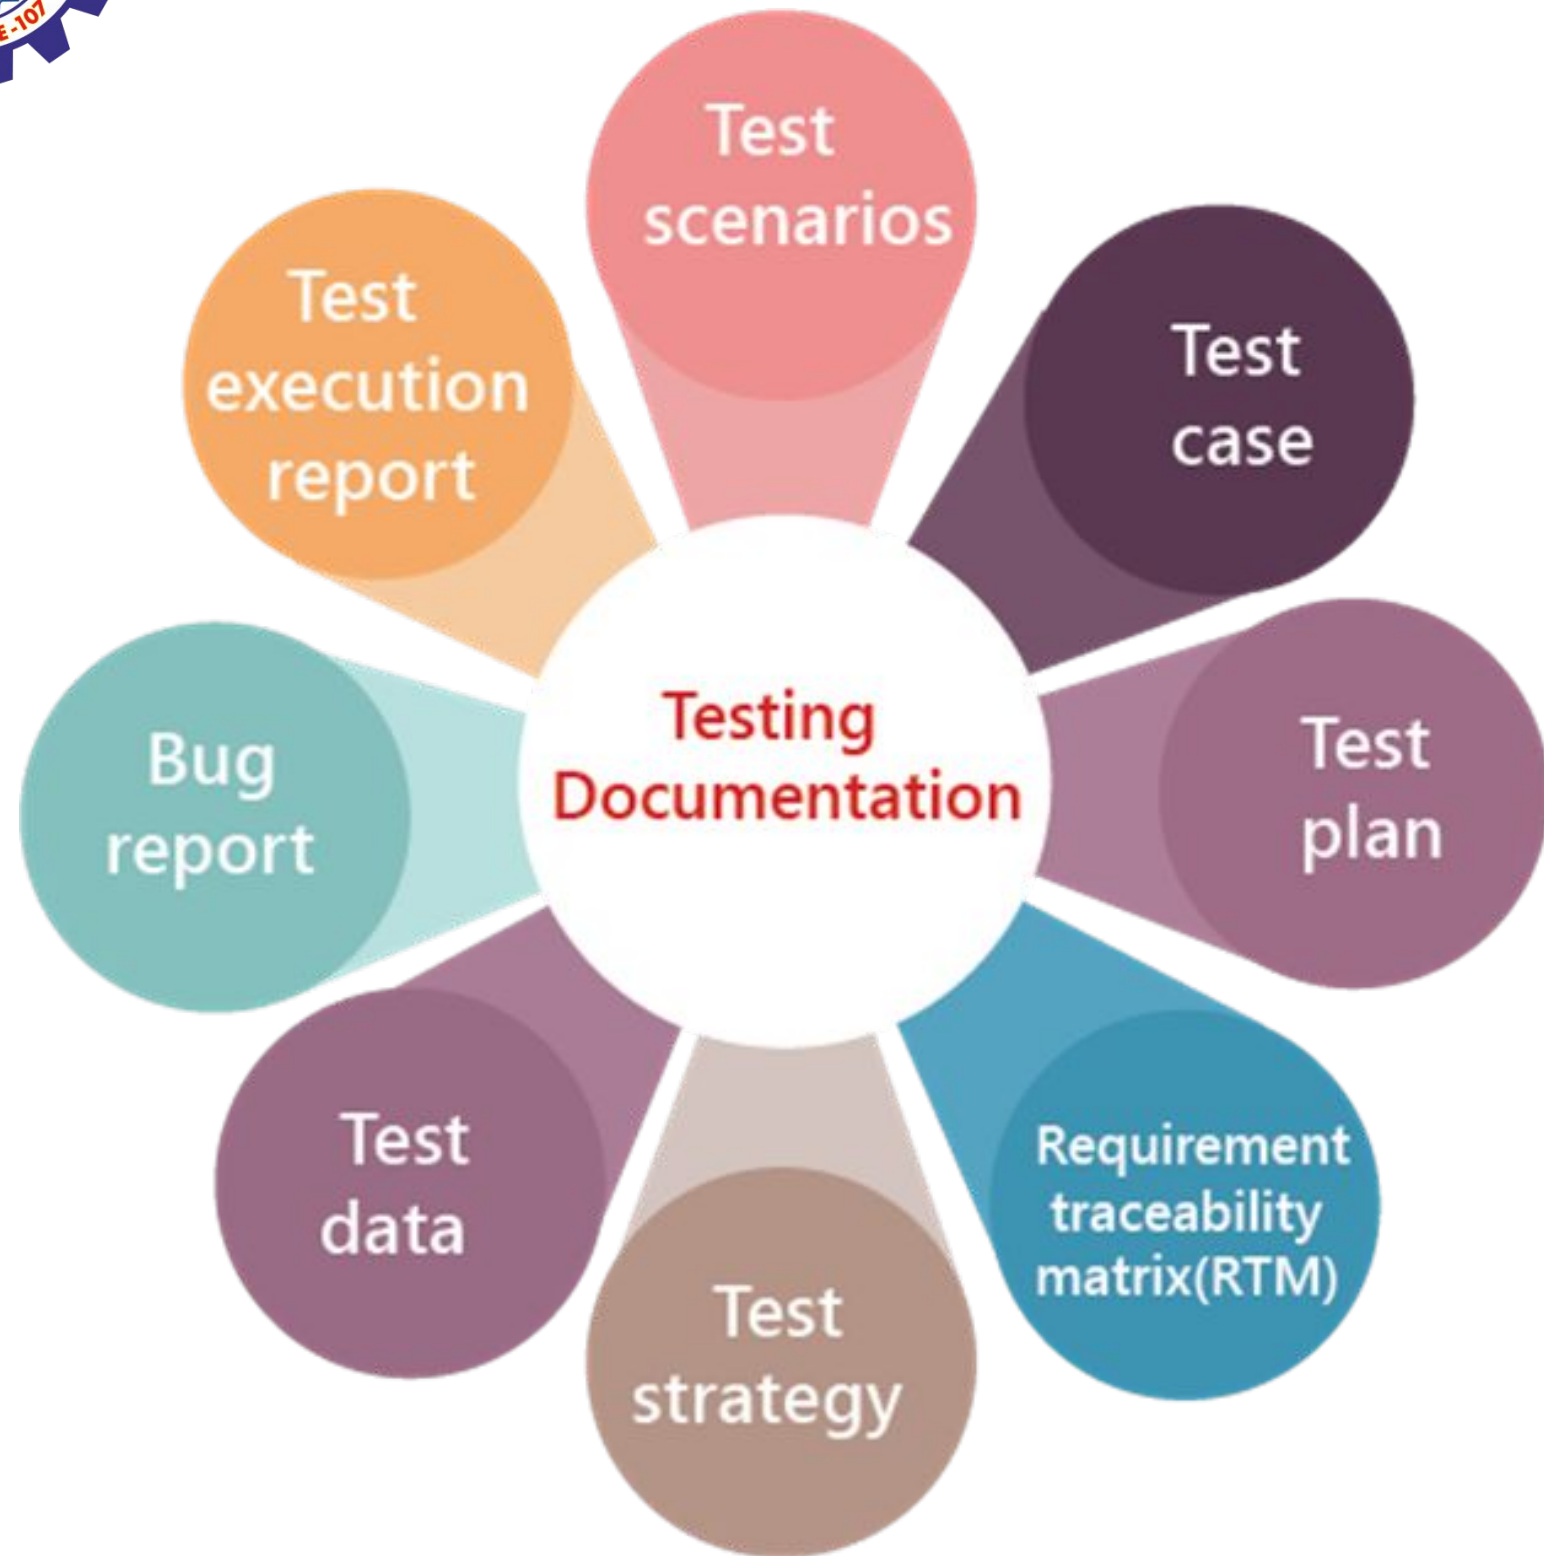 E-107
Test
scenarios
Test
case
Test
plan
Requirement
traceability
matrix(RTM)
Test
strategy
Test
data
Bug
report
Test
execution
report
Testing
Documentation